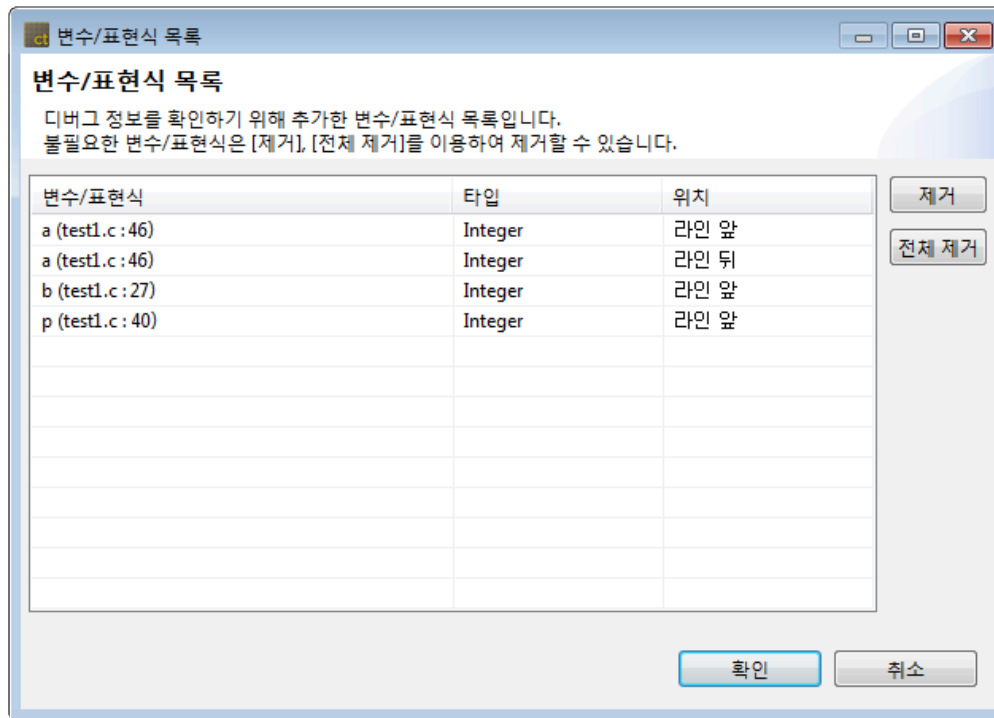 ct 변수/표현식 목록
변수/표현식 목록
디버그 정보를 확인하기 위해 추가한 변수/표현식 목록입니다.
불필요한 변수/표현식은 [제거], [전체 제거]를 이용하여 제거할 수 있습니다.
변수/표현식 타입 위치
a (test1.c : 46) Integer 라인 앞
a (test1.c : 46) Integer 라인 뒤
b (test1.c : 27) Integer 라인 앞
p (test1.c : 40) Integer 라인 앞
제거
전체 제거
확인 취소